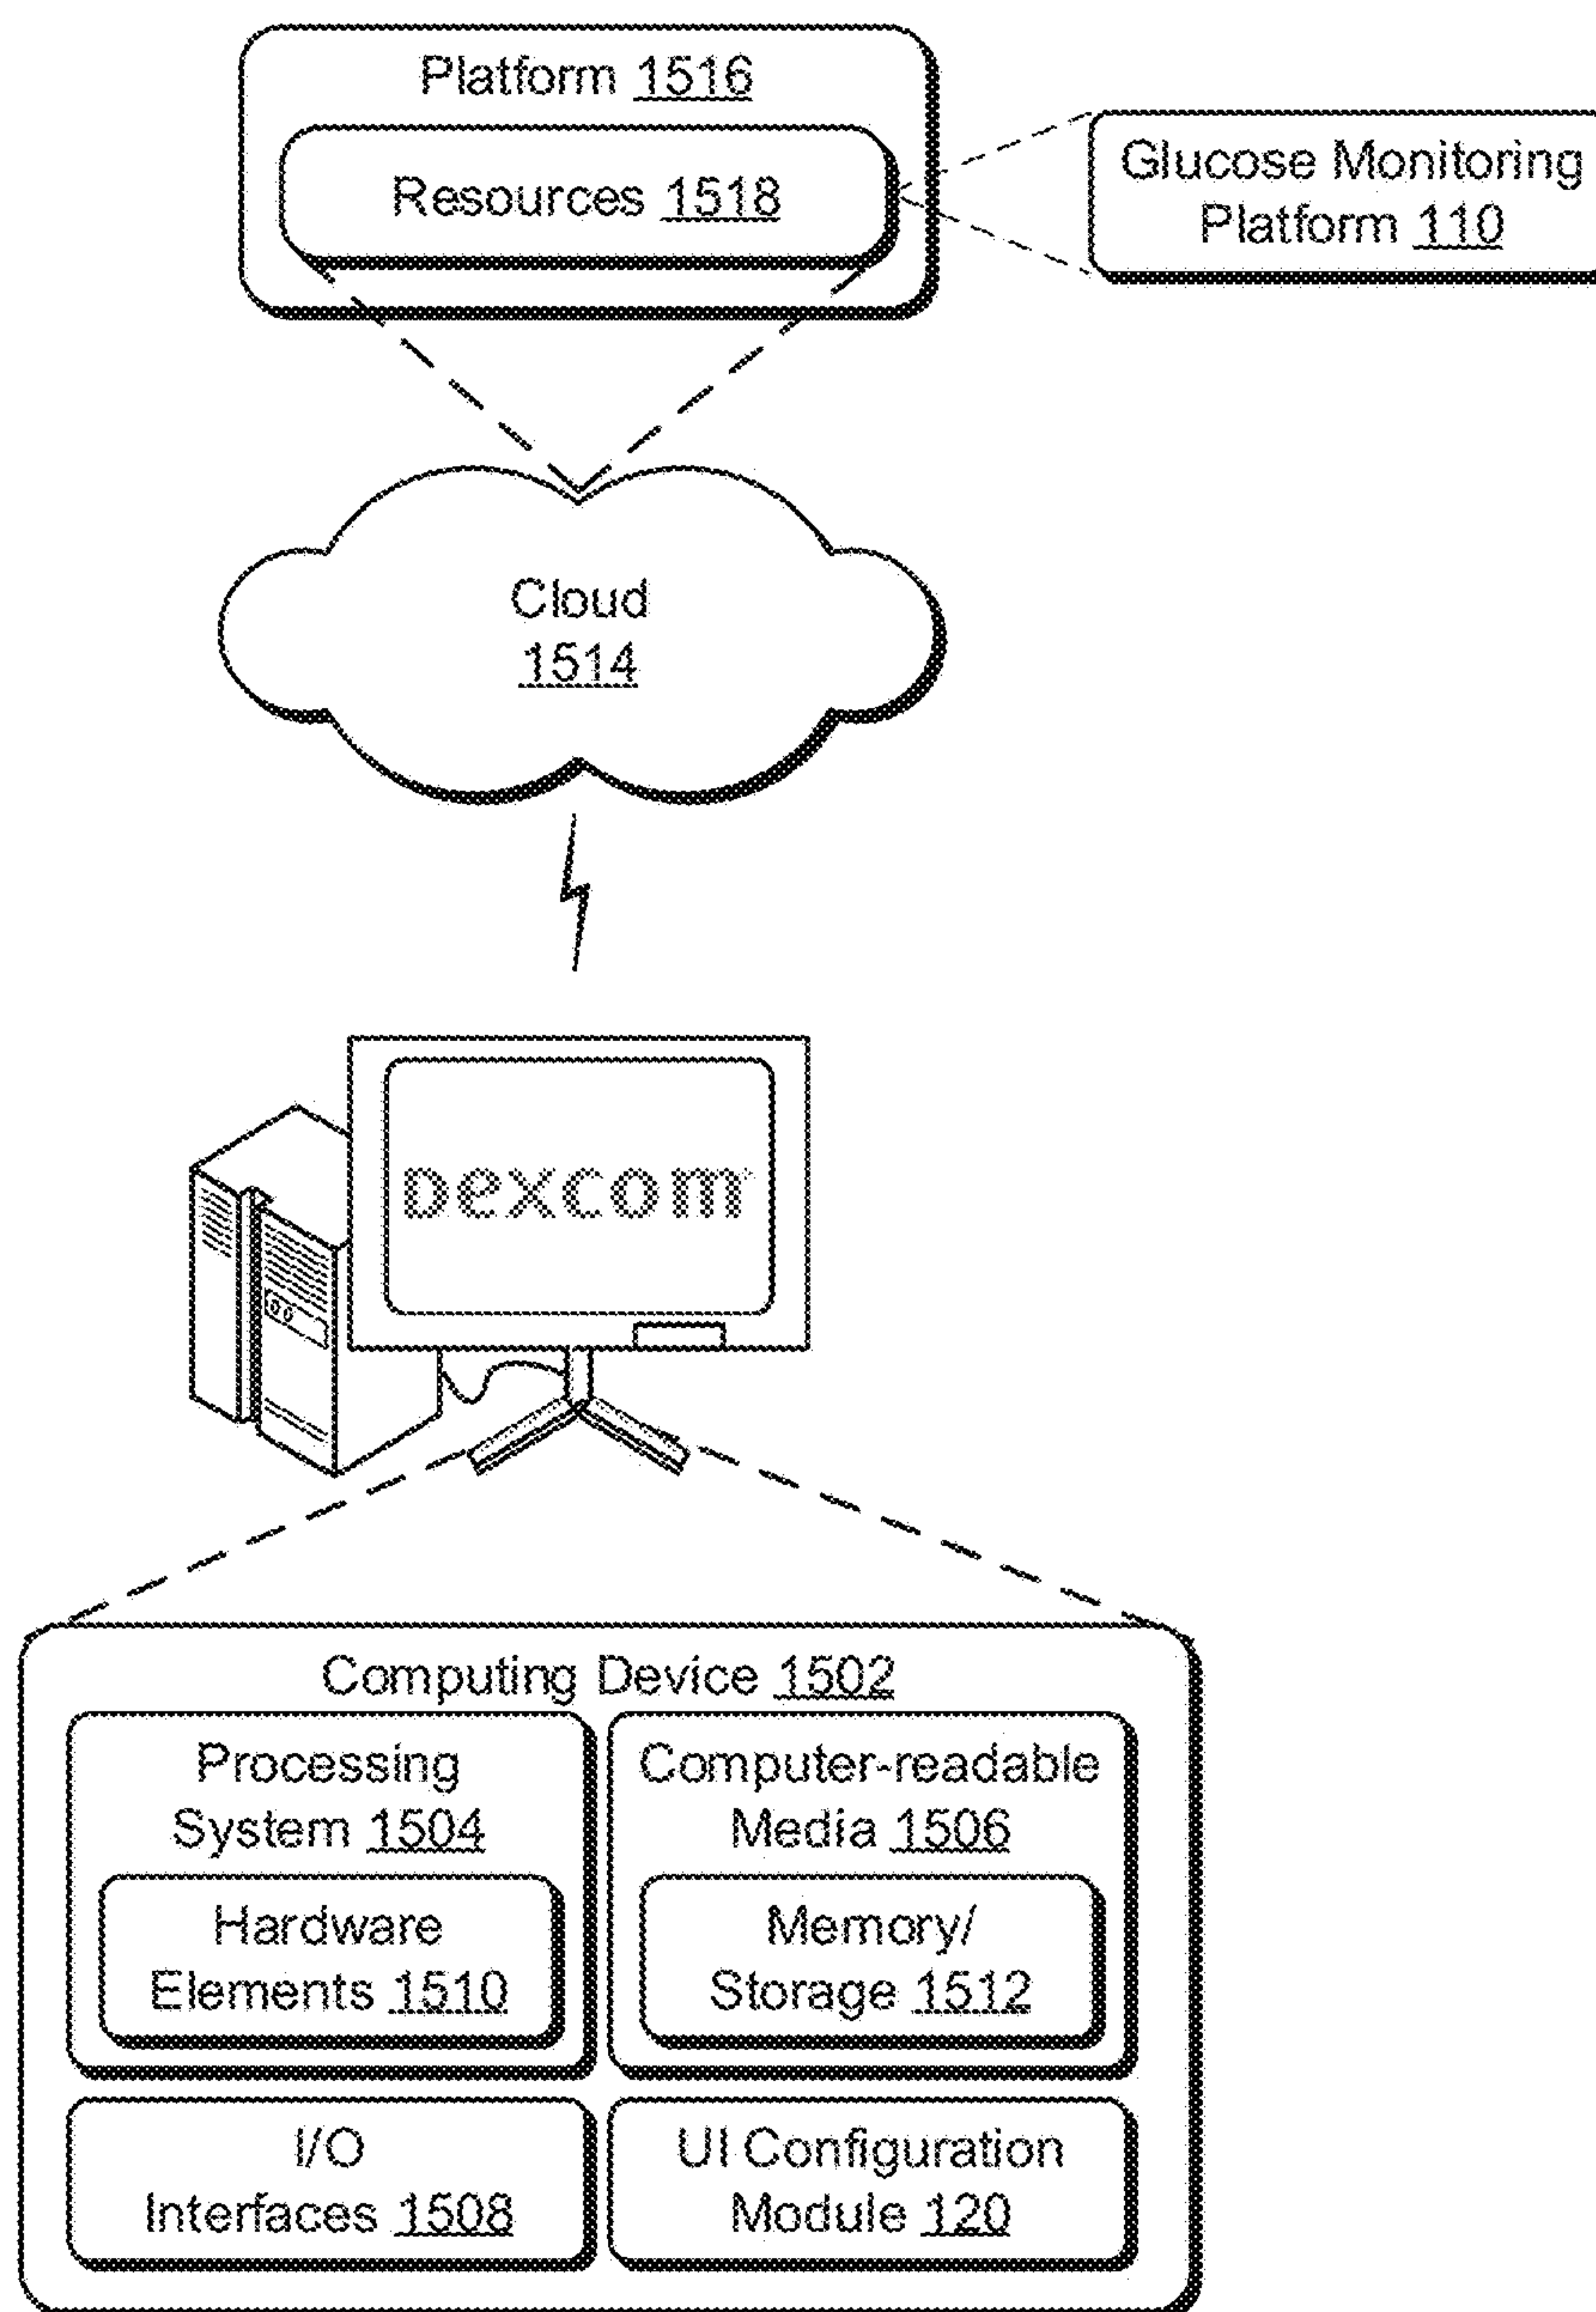 Platform 1516
Resources 1518
Glucose Monitoring
Platform 110
Cloud
1514
Dexcom
Computing Device 1502
Processing
System 1504
Hardware
Elements 1510
Computer-readable
Media 1506
Memory/
Storage 1512
I/O
Interfaces 1508
UI Configuration
Module 120